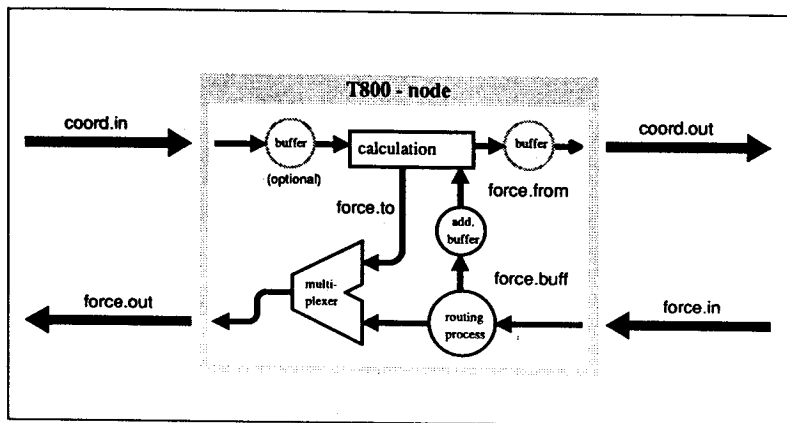 T800 - node
coord.in
buffer
(optional)
calculation
buffer
coord.out
force.to
force.from
add.
buffer
force.out
multi-
plexer
force.buff
routing
process
force.in